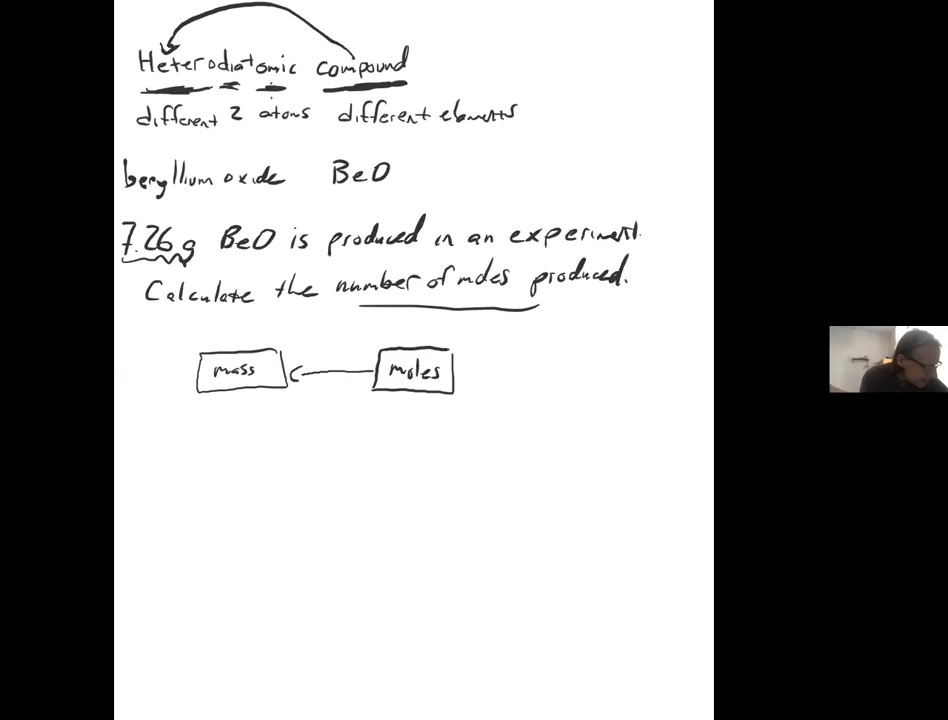 Heterodiatomic compound
different 2 atoms different elements
beryllium oxide BeO
7.26 g BeO is produced in an experiment.
Calculate the number of moles produced.
mass moles